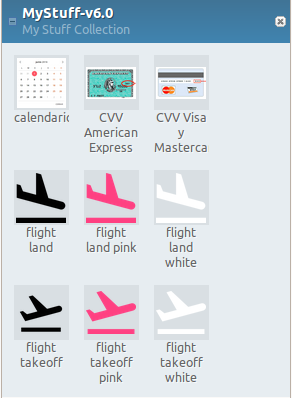 MyStuff-v6.0
My Stuff Collection
calendario
CVV
American
Express
CVV Visa
y
Masterca
flight
land
flight
land pink
flight
land
white
flight
takeoff
flight
takeoff
pink
flight
takeoff
white